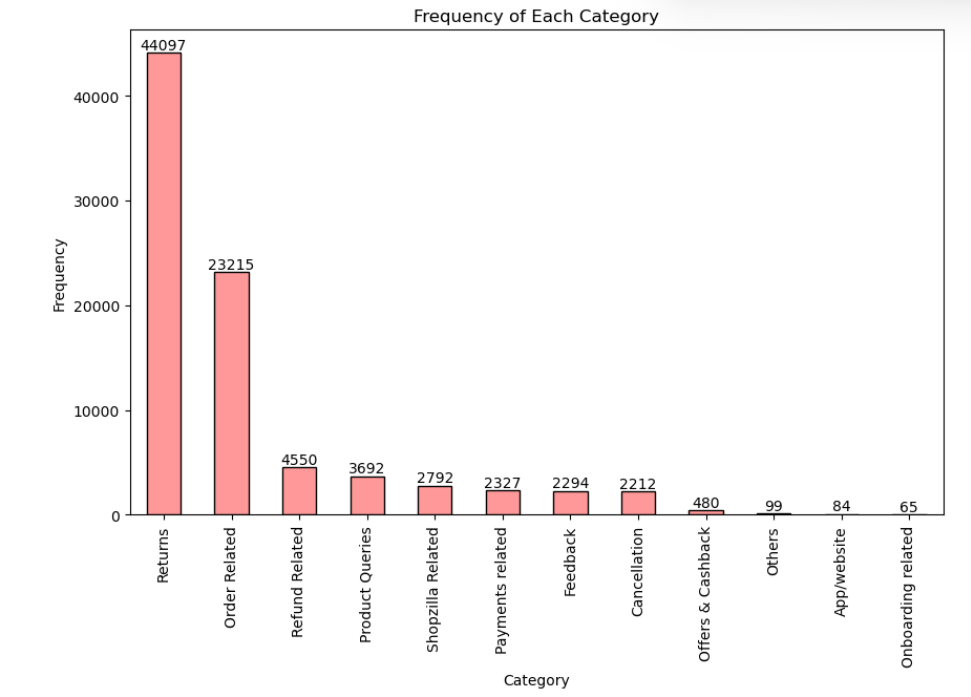 Frequency of Each Category
44097
40000
30000
23215
20000
10000
4550
3692
2792
2327
2294
2212
480
99
84
65
0
Frequency
Returns
Order Related
Refund Related
Product Queries
Shopzilla Related
Payments related
Feedback
Cancellation
Offers & Cashback
Others
App/website
Onboarding related
Category